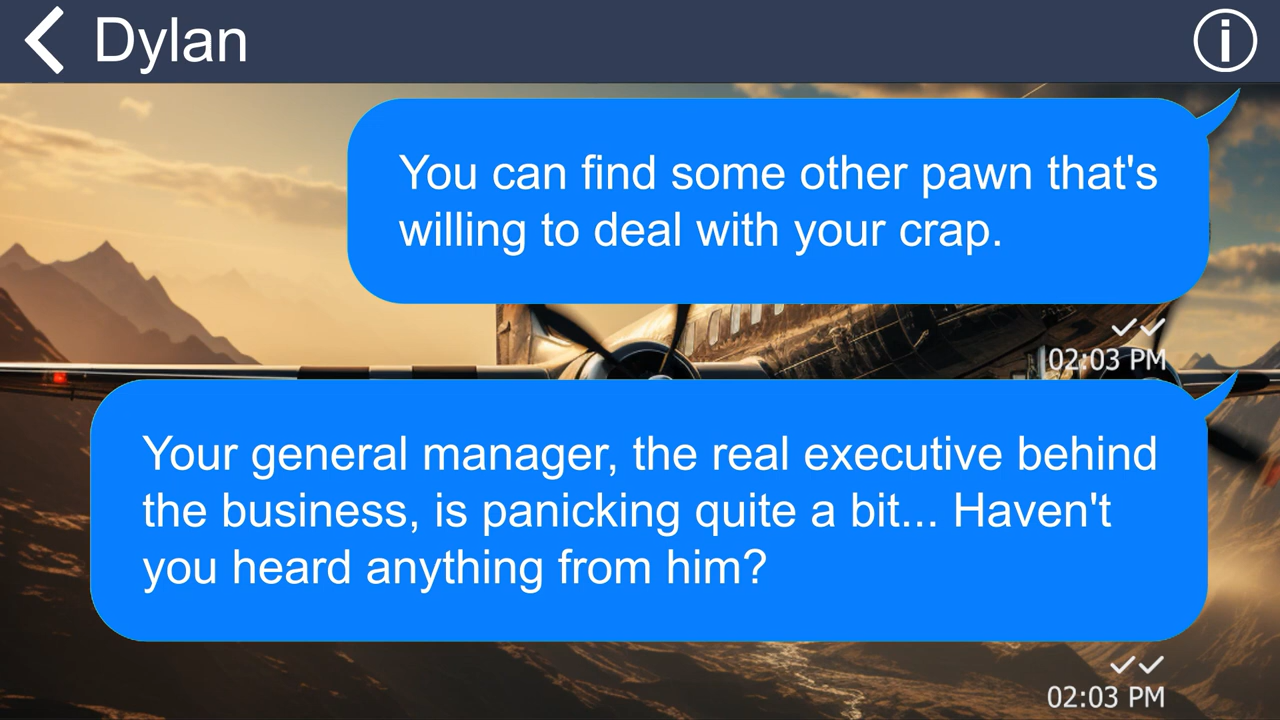 Dylan
You can find some other pawn that's
willing to deal with your crap.
02:03 PM
Your general manager, the real executive behind
the business, is panicking quite a bit... Haven't
you heard anything from him?
02:03 PM